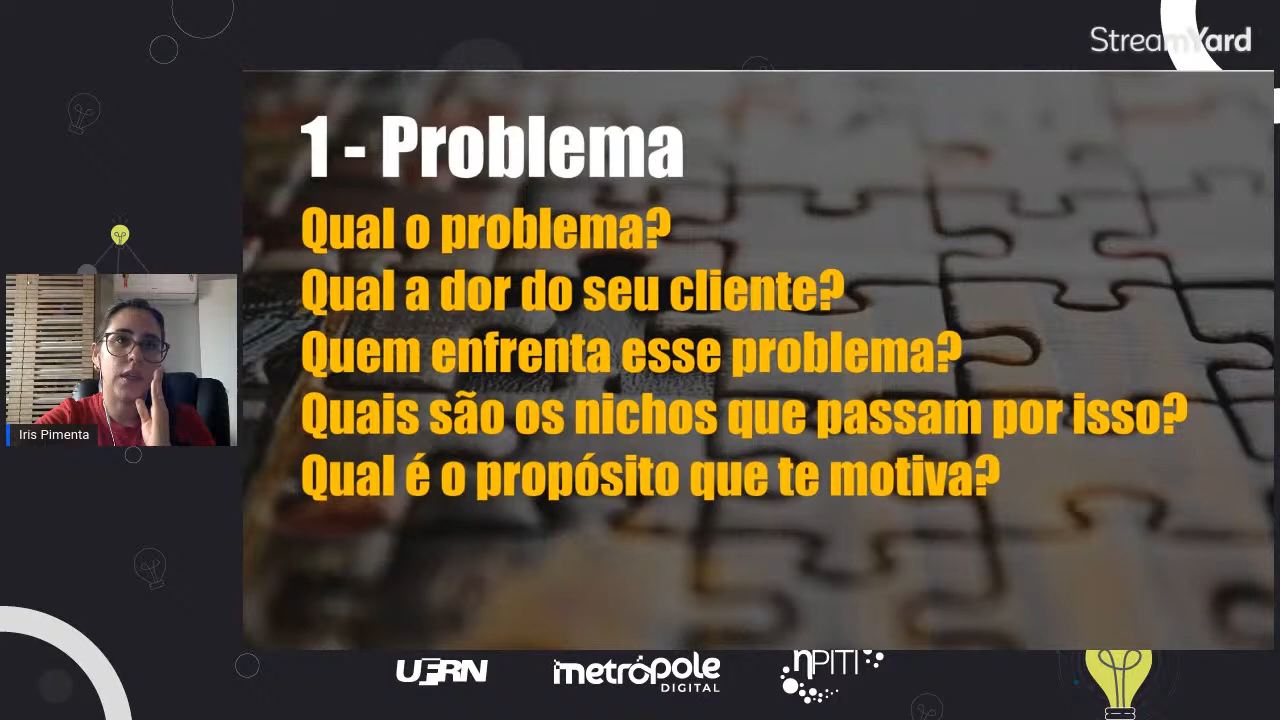 StreamYard
1 - Problema
Qual o problema?
Qual a dor do seu cliente?
Quem enfrenta esse problema?
Quais são os nichos que passam por isso?
Qual é o propósito que te motiva?
Iris Pimenta
UFRN
metrópole
DIGITAL
nPITI